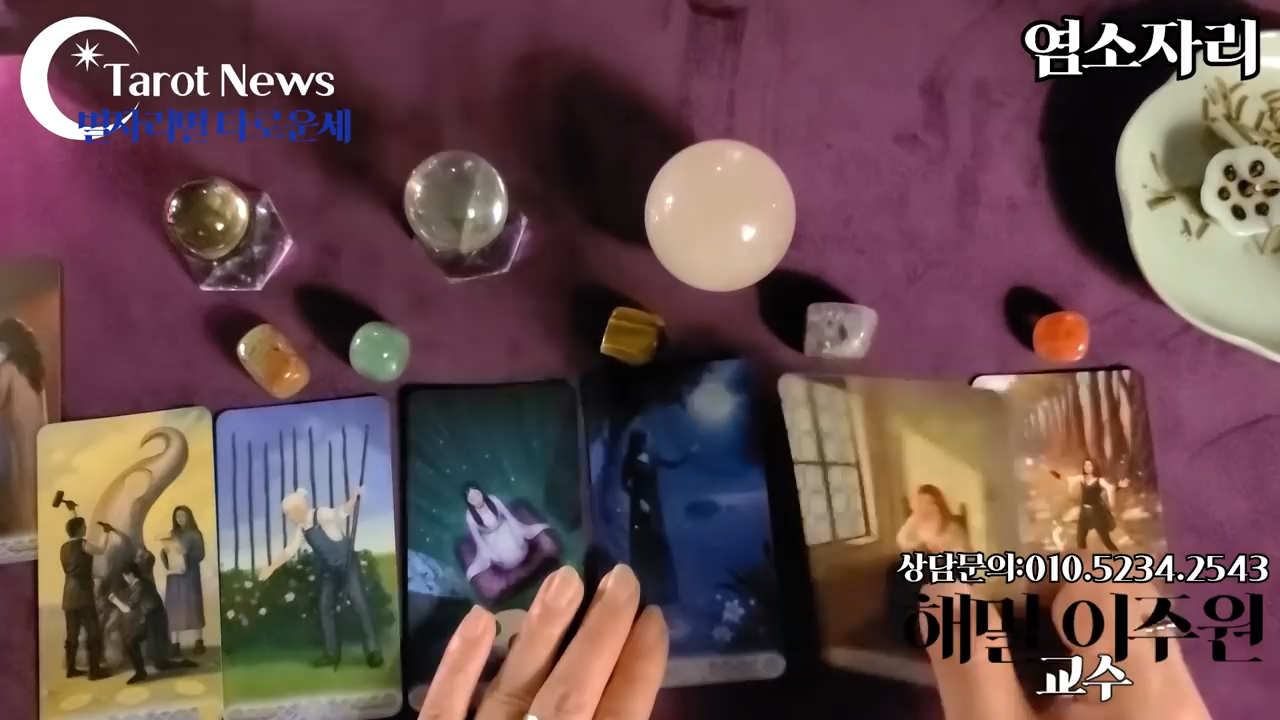 Tarot News
별자리별 타로운세
염소자리
상담문의:010.5234.2543
해밀 이주원
교수